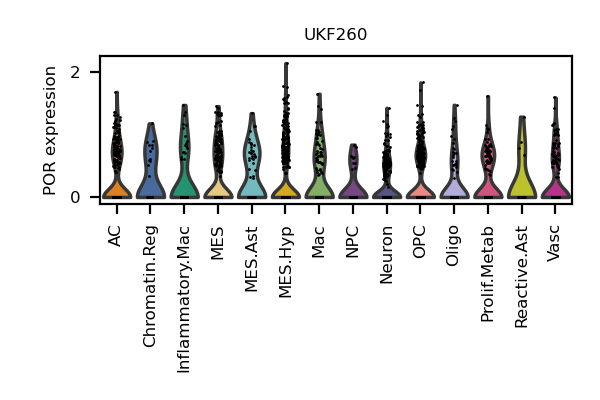 UKF260
POR expression
2
0
AC
Chromatin.Reg
Inflammatory.Mac
MES
MES.Ast
MES.Hyp
Mac
NPC
Neuron
OPC
Oligo
Prolif.Metab
Reactive.Ast
Vasc